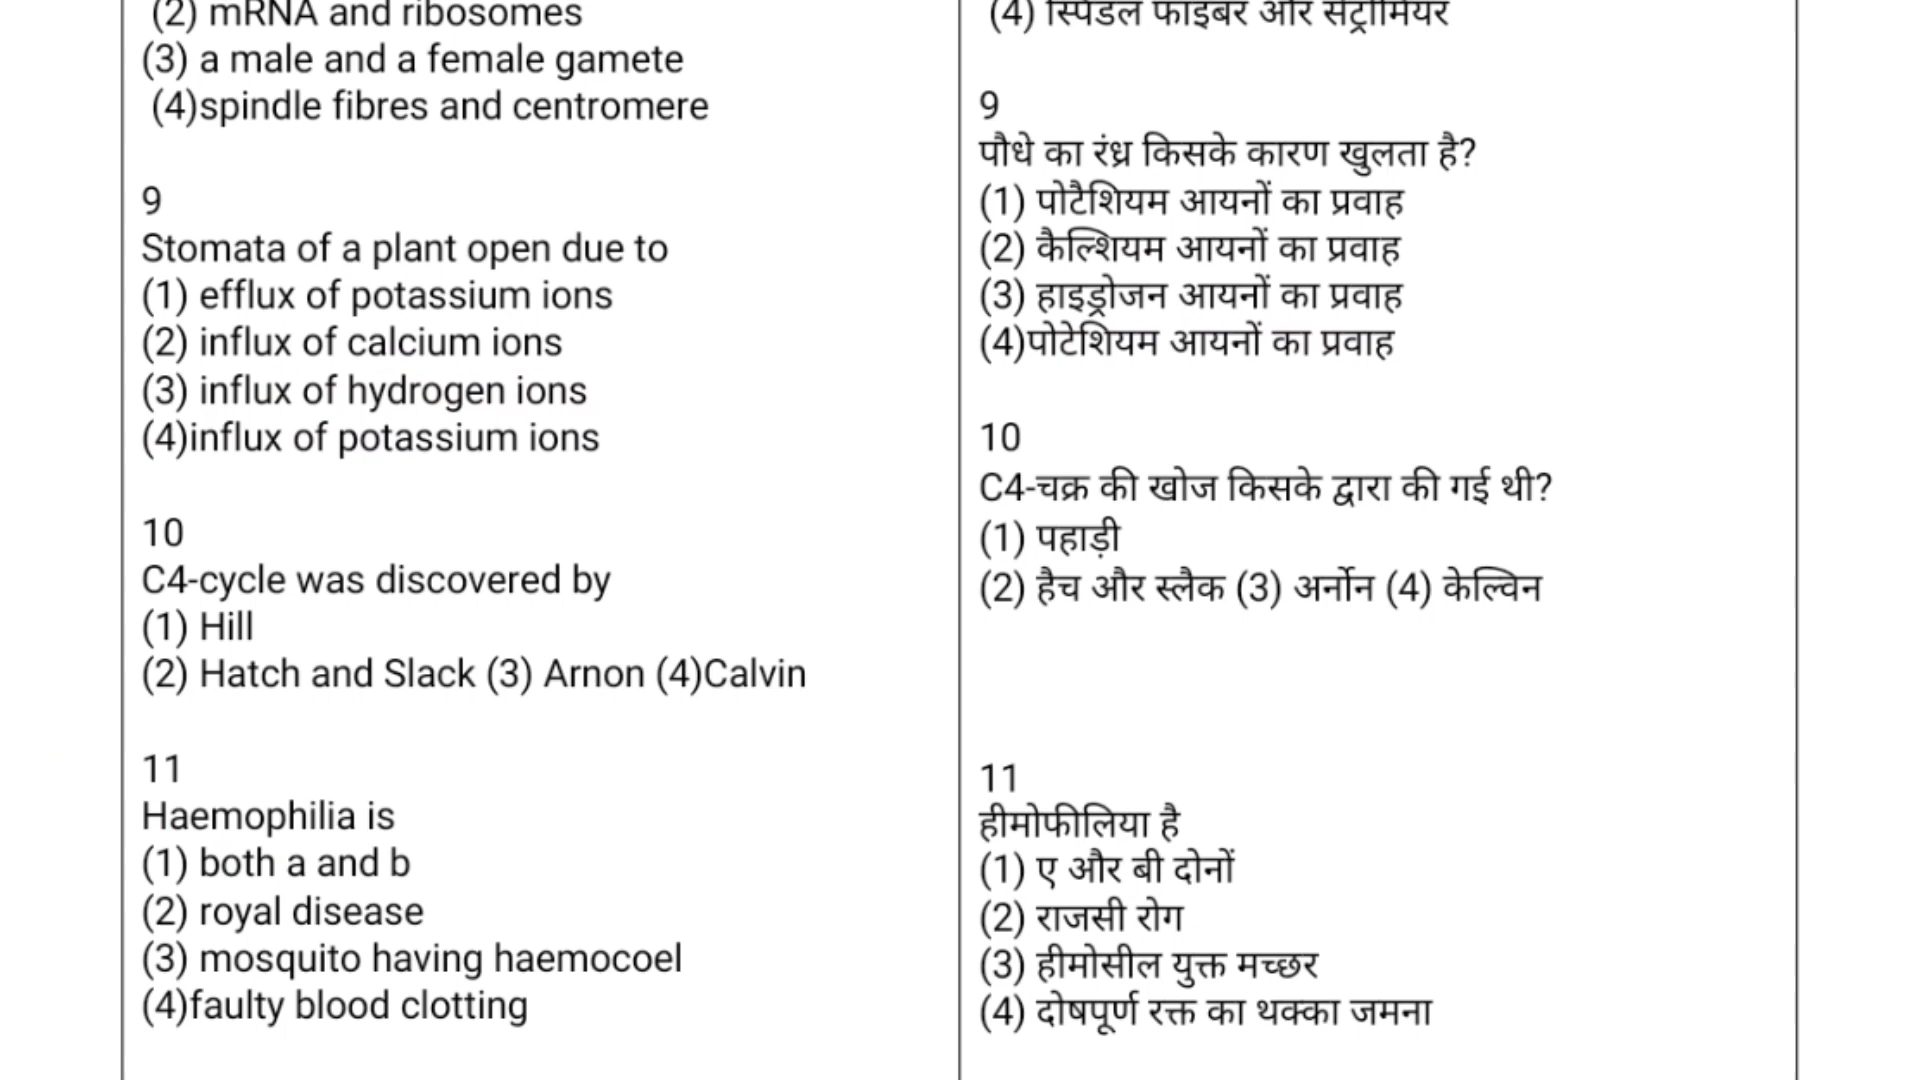 (2) mRNA and ribosomes
(3) a male and a female gamete
(4)spindle fibres and centromere
9
Stomata of a plant open due to
(1) efflux of potassium ions
(2) influx of calcium ions
(3) influx of hydrogen ions
(4)influx of potassium ions
10
C4-cycle was discovered by
(1) Hill
(2) Hatch and Slack (3) Arnon (4)Calvin
11
Haemophilia is
(1) both a and b
(2) royal disease
(3) mosquito having haemocoel
(4)faulty blood clotting
(4) स्पिंडल फाइबर और सेंट्रोमियर
9
पौधे का रंध्र किसके कारण खुलता है?
(1) पोटैशियम आयनों का प्रवाह
(2) कैल्शियम आयनों का प्रवाह
(3) हाइड्रोजन आयनों का प्रवाह
(4)पोटेशियम आयनों का प्रवाह
10
C4-चक्र की खोज किसके द्वारा की गई थी?
(1) पहाड़ी
(2) हैच और स्लैक (3) अर्नोन (4) केल्विन
11
हीमोफीलिया है
(1) ए और बी दोनों
(2) राजसी रोग
(3) हीमोसील युक्त मच्छर
(4) दोषपूर्ण रक्त का थक्का जमना